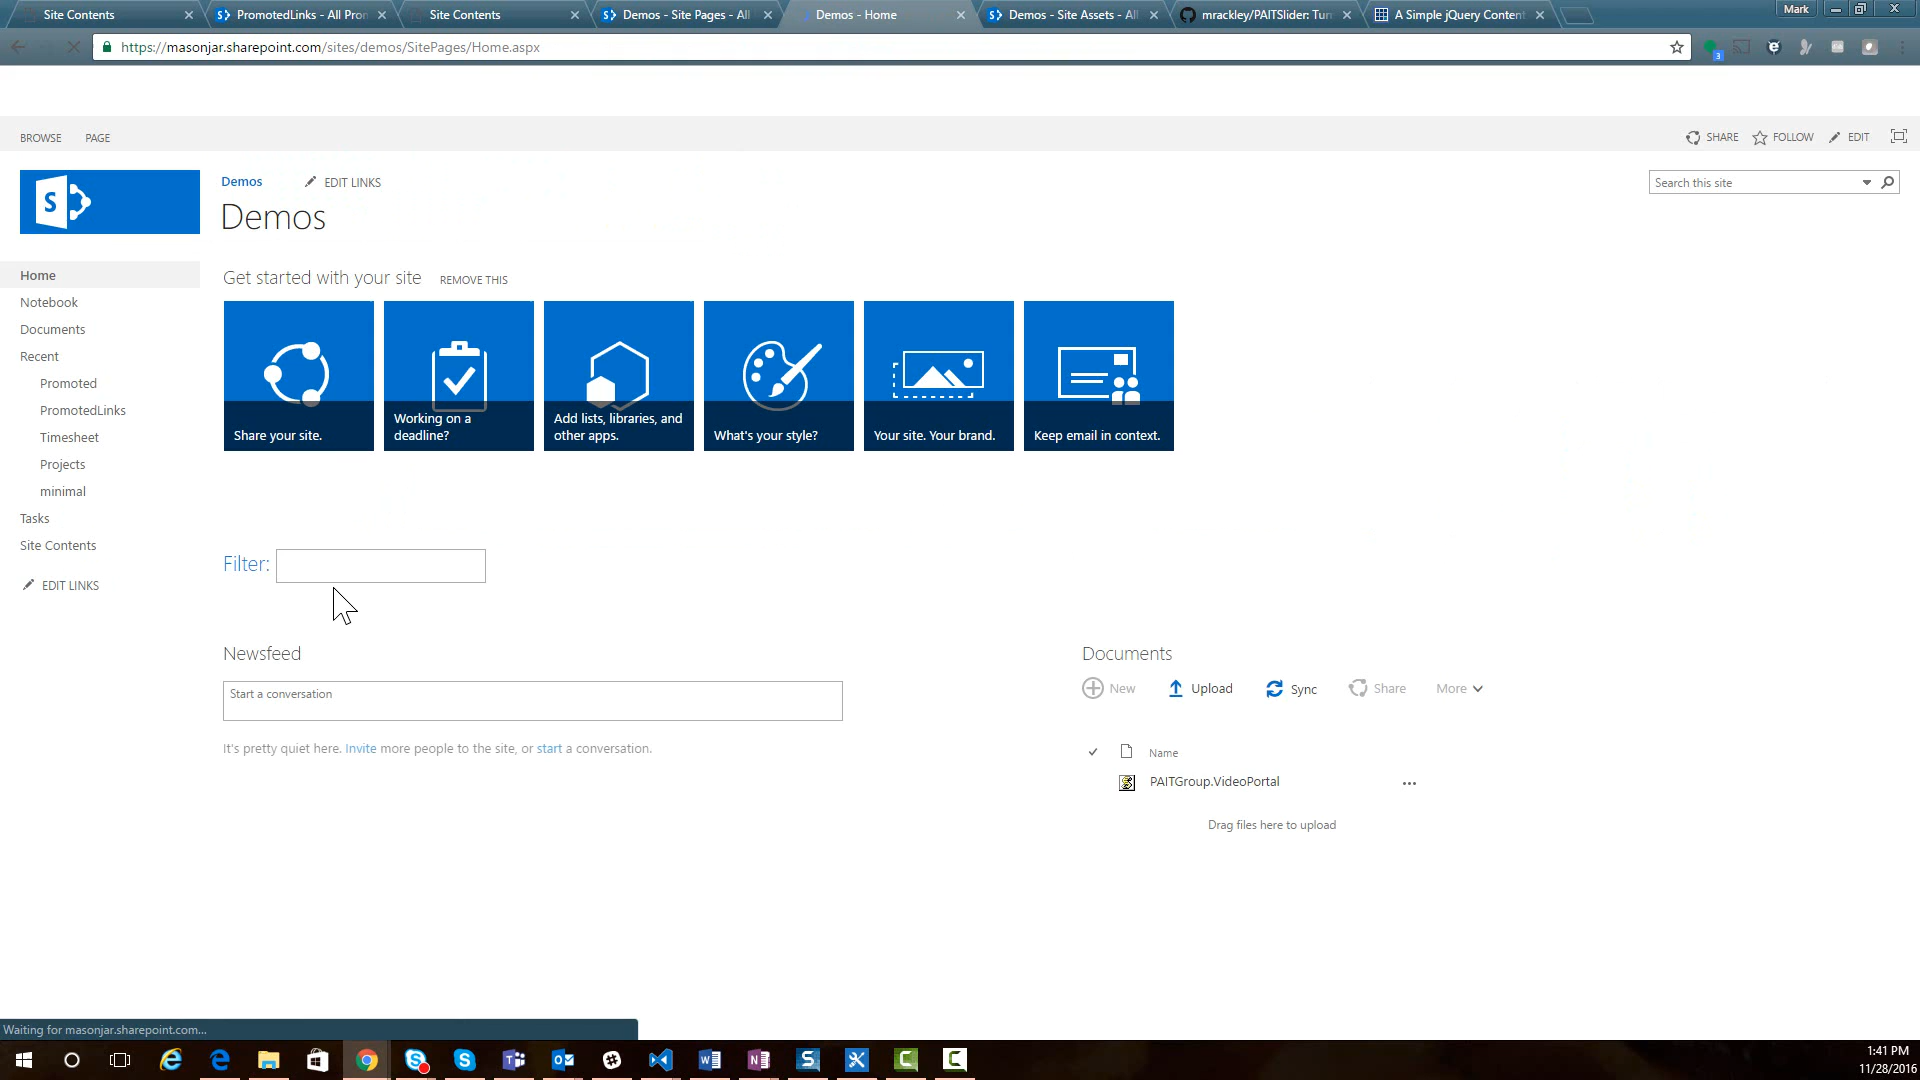 Site Contents
PromotedLinks - All Pron
Site Contents
Demos - Site Pages - All
Demos - Home
Demos - Site Assets - All
mrackley/PAITSlider: Turn
A Simple jQuery Content
Mark
https://masonjar.sharepoint.com/sites/demos/SitePages/Home.aspx
3
BROWSE PAGE
SHARE FOLLOW EDIT
S
Demos EDIT LINKS
Search this site
Demos
Home
Notebook
Documents
Recent
Promoted
PromotedLinks
Timesheet
Projects
minimal
Tasks
Site Contents
EDIT LINKS
Get started with your site REMOVE THIS
Share your site.
Working on a
deadline?
Add lists, libraries, and
other apps.
What's your style?
Your site. Your brand.
Keep email in context.
Filter:
Newsfeed
Start a conversation
It's pretty quiet here. Invite more people to the site, or start a conversation.
Documents
New Upload Sync Share More
Name
PAITGroup.VideoPortal
Drag files here to upload
Waiting for masonjar.sharepoint.com...
1:41 PM
11/28/2016